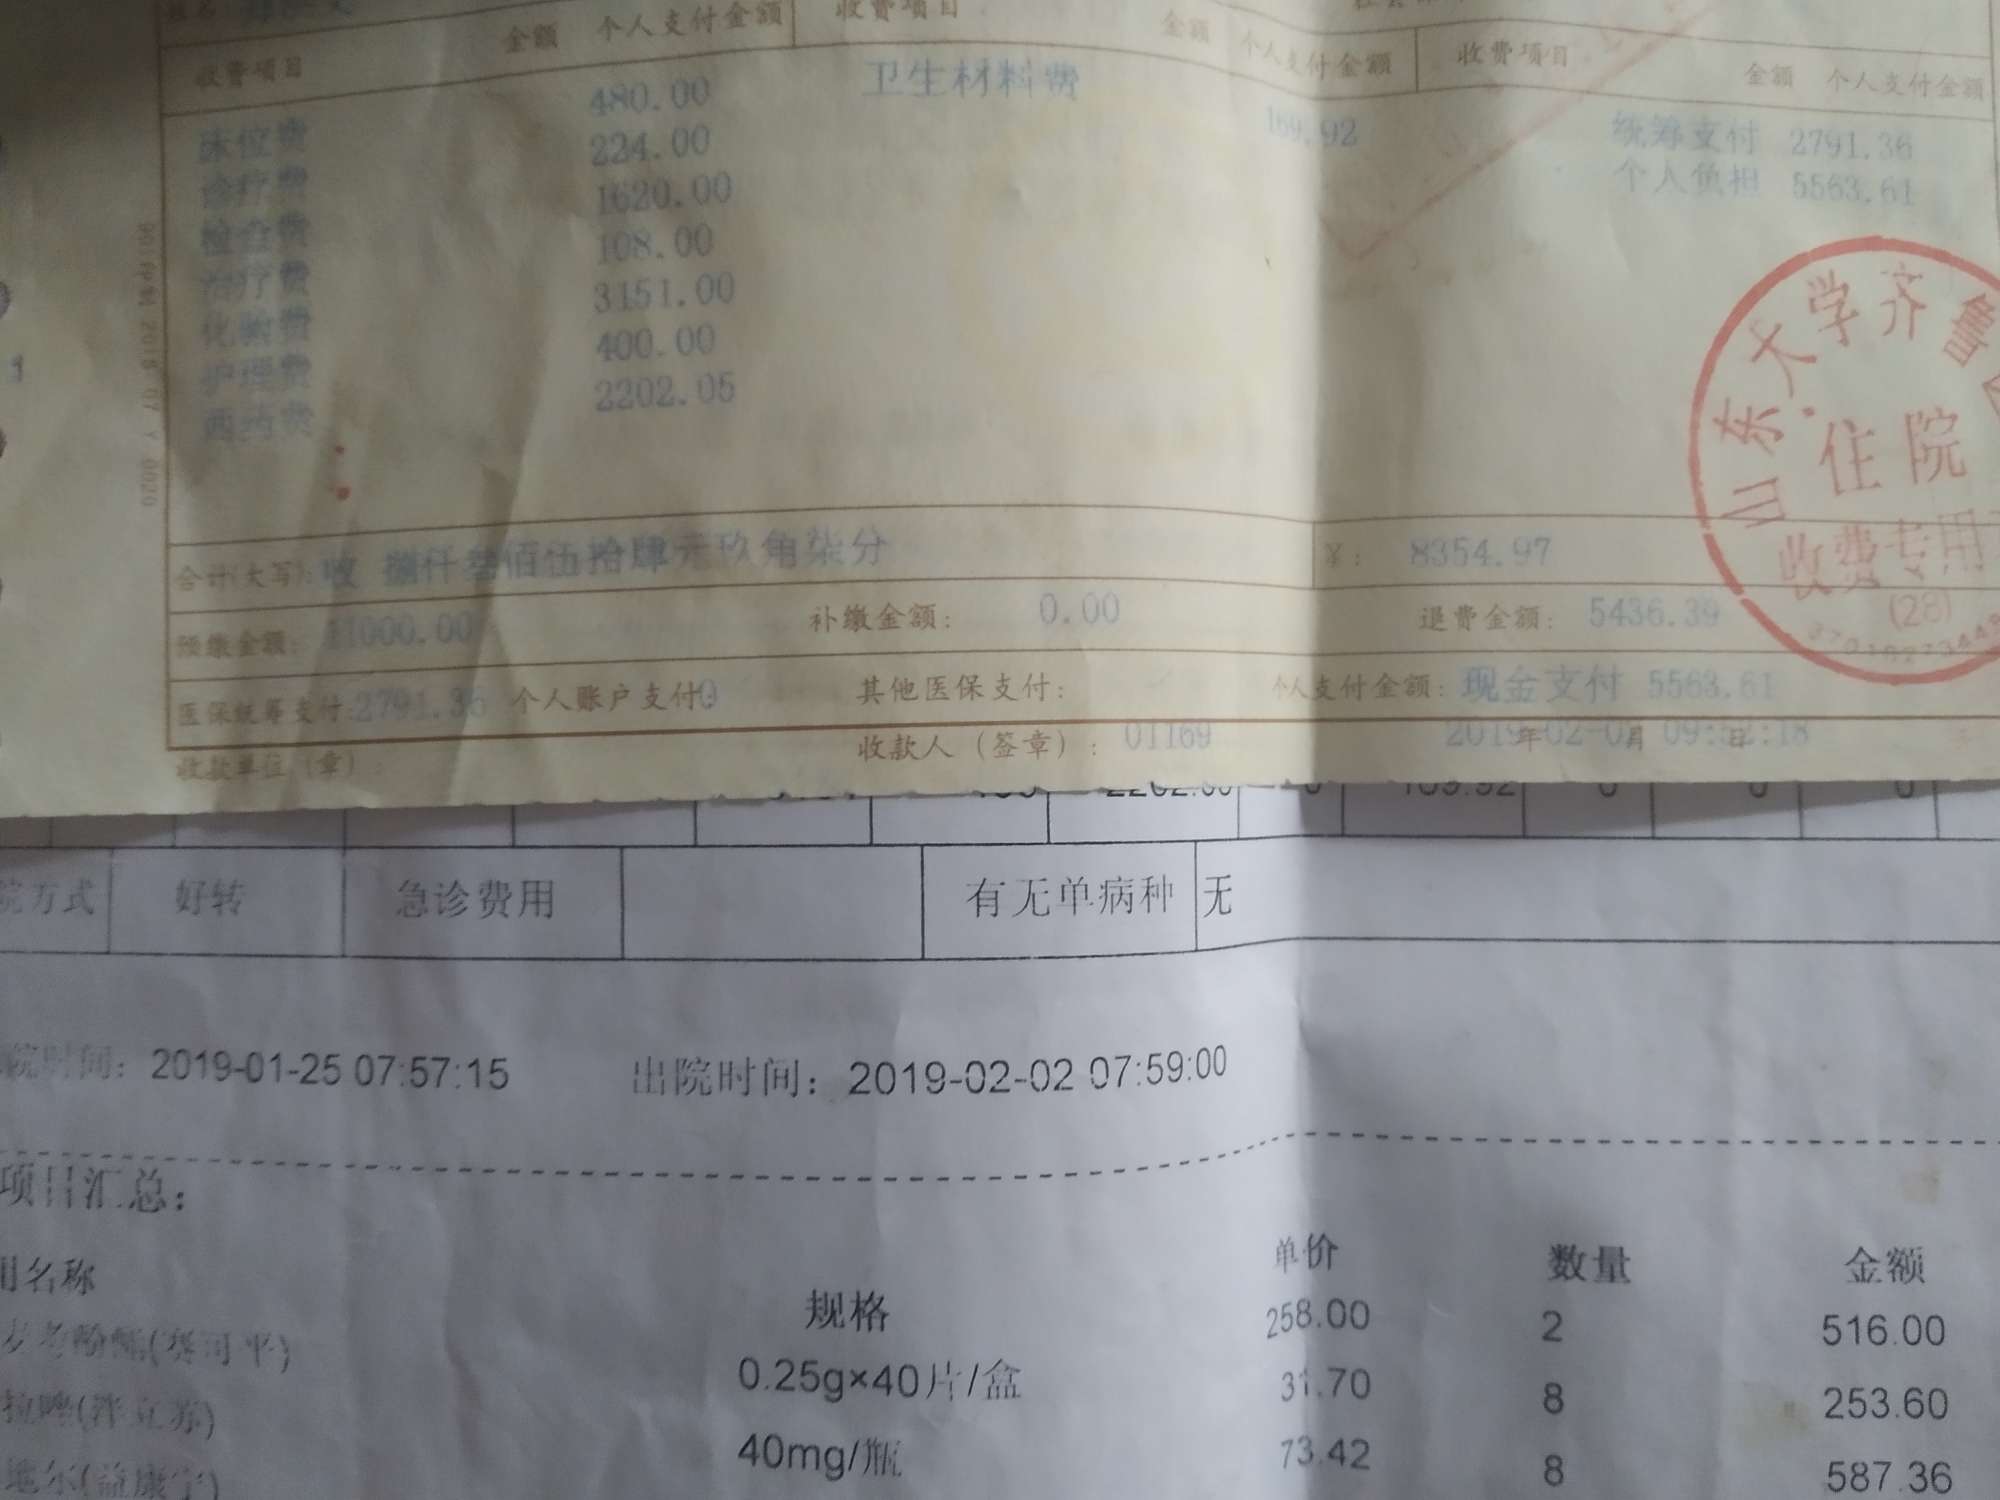 姓名
收费项目 金额 个人支付金额 收费项目 金额 个人支付金额 收费项目 金额 个人支付金额
床位费 480.00 卫生材料费 169.92 统筹支付 2791.36
诊疗费 224.00 个人负担 5563.61
检查费 1620.00
治疗费 108.00
化验费 3151.00
护理费 400.00
西药费 2202.05
山东大学齐鲁
住院
收费专用
(28)
合计(大写): 收 捌仟叁佰伍拾肆元玖角柒分 ¥: 8354.97
预缴金额: 11000.00 补缴金额: 0.00 退费金额: 5436.39
医保统筹支付:2791.36 个人账户支付0 其他医保支付: 个人支付金额: 现金支付 5563.61
收款单位(章): 收款人(签章): 01169
院方式 好转 急诊费用 有无单病种 无
院时间: 2019-01-25 07:57:15 出院时间: 2019-02-02 07:59:00
项目汇总:
用名称 规格 单价 数量 金额
0.25g×40片/盒 258.00 2 516.00
40mg/瓶 31.70 8 253.60
73.42 8 587.36